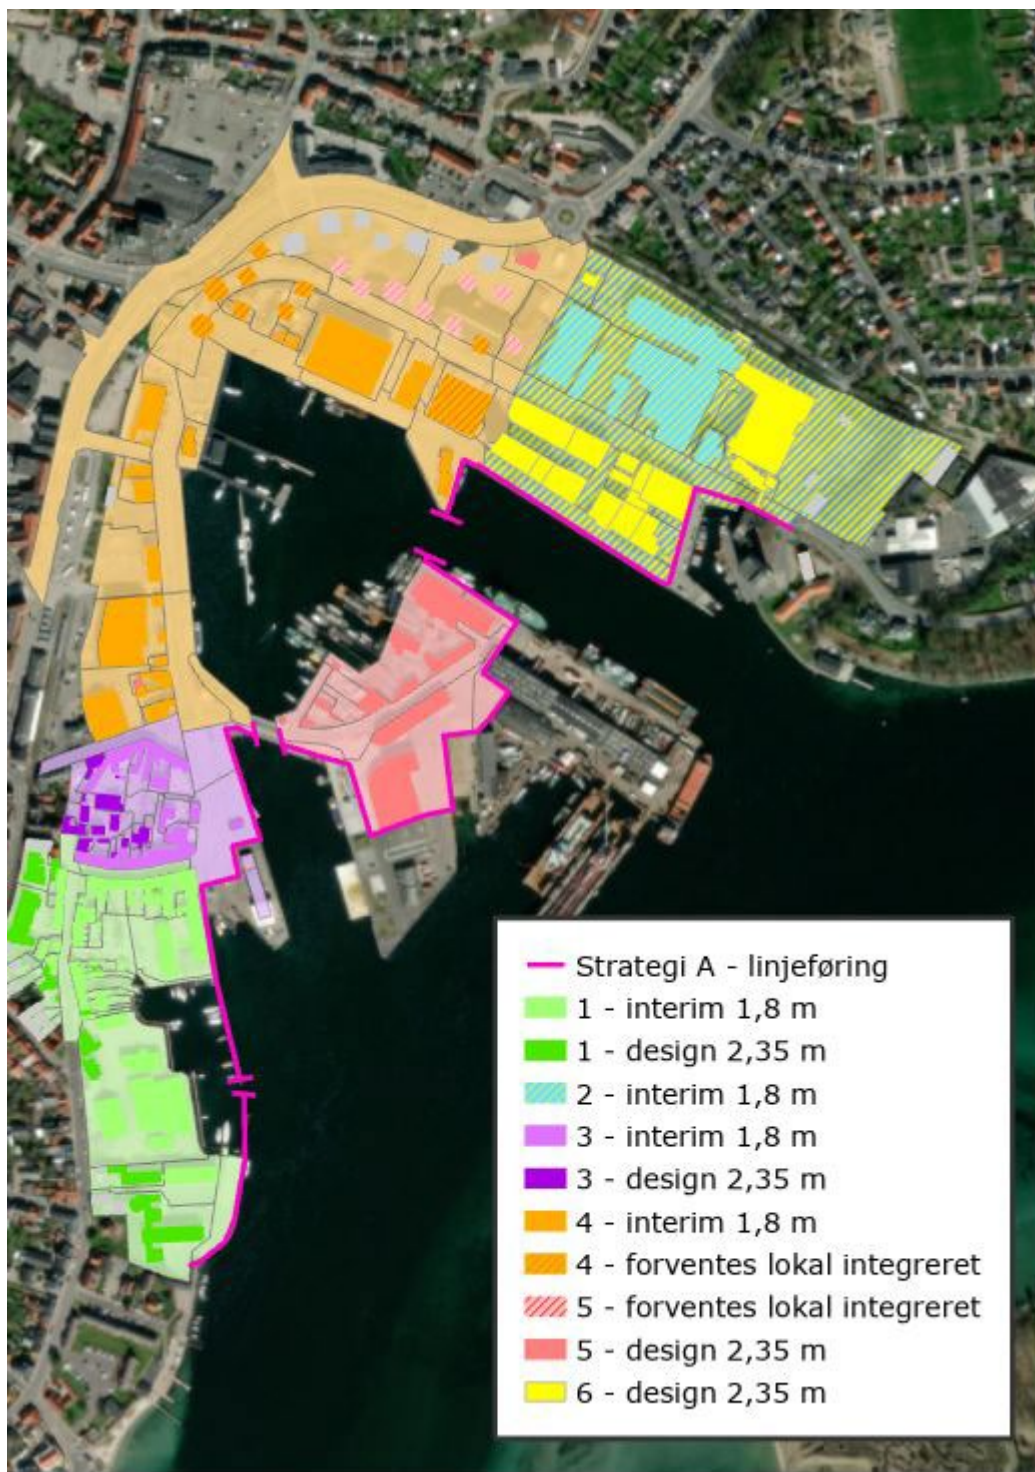 Strategi A - linjeføring
1 - interim 1,8 m
1 - design 2,35 m
2 - interim 1,8 m
3 - interim 1,8 m
3 - design 2,35 m
4 - interim 1,8 m
4 - forventes lokal integreret
5 - forventes lokal integreret
5 - design 2,35 m
6 - design 2,35 m